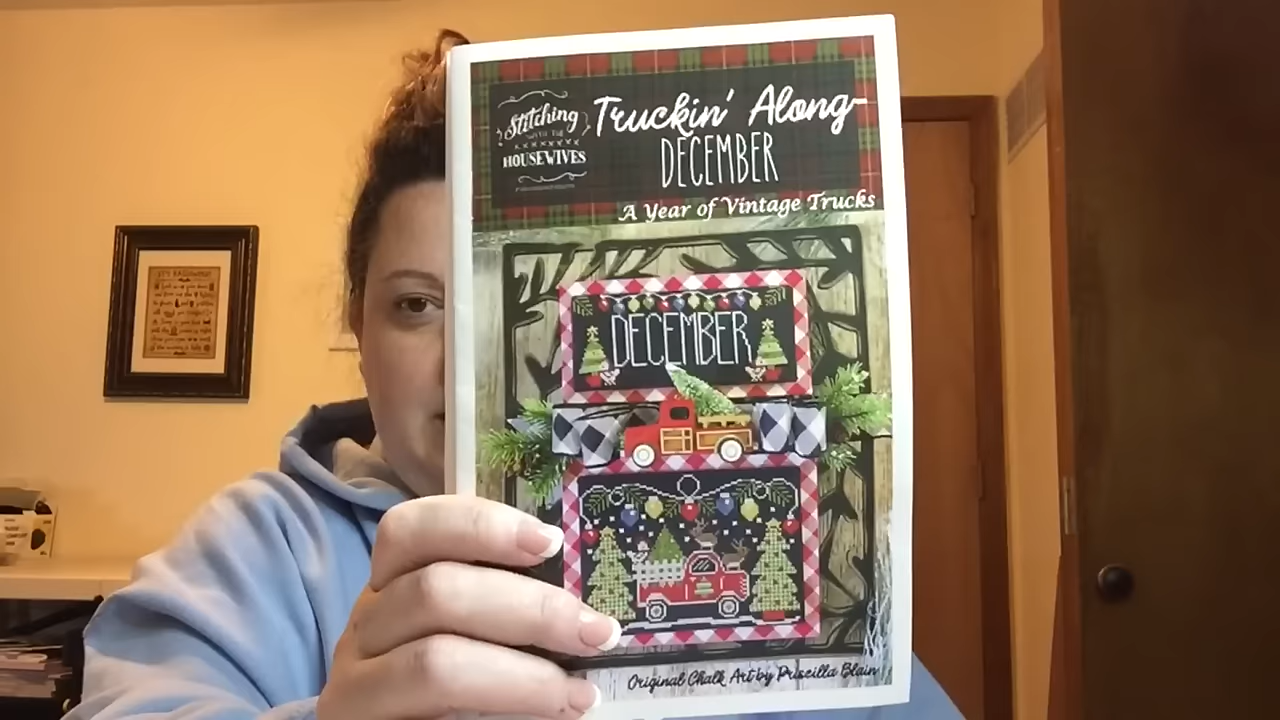 Stitching
WITH THE
HOUSEWIVES
Truckin' Along-
DECEMBER
A Year of Vintage Trucks
DECEMBER
Original Chalk Art by Priscilla Blain